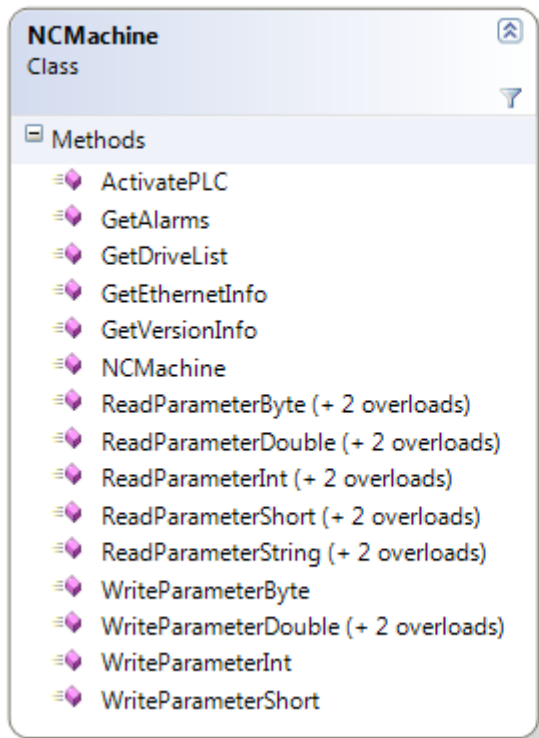 NCMachine
Class
Methods
ActivatePLC
GetAlarms
GetDriveList
GetEthernetInfo
GetVersionInfo
NCMachine
ReadParameterByte (+ 2 overloads)
ReadParameterDouble (+ 2 overloads)
ReadParameterInt (+ 2 overloads)
ReadParameterShort (+ 2 overloads)
ReadParameterString (+ 2 overloads)
WriteParameterByte
WriteParameterDouble (+ 2 overloads)
WriteParameterInt
WriteParameterShort